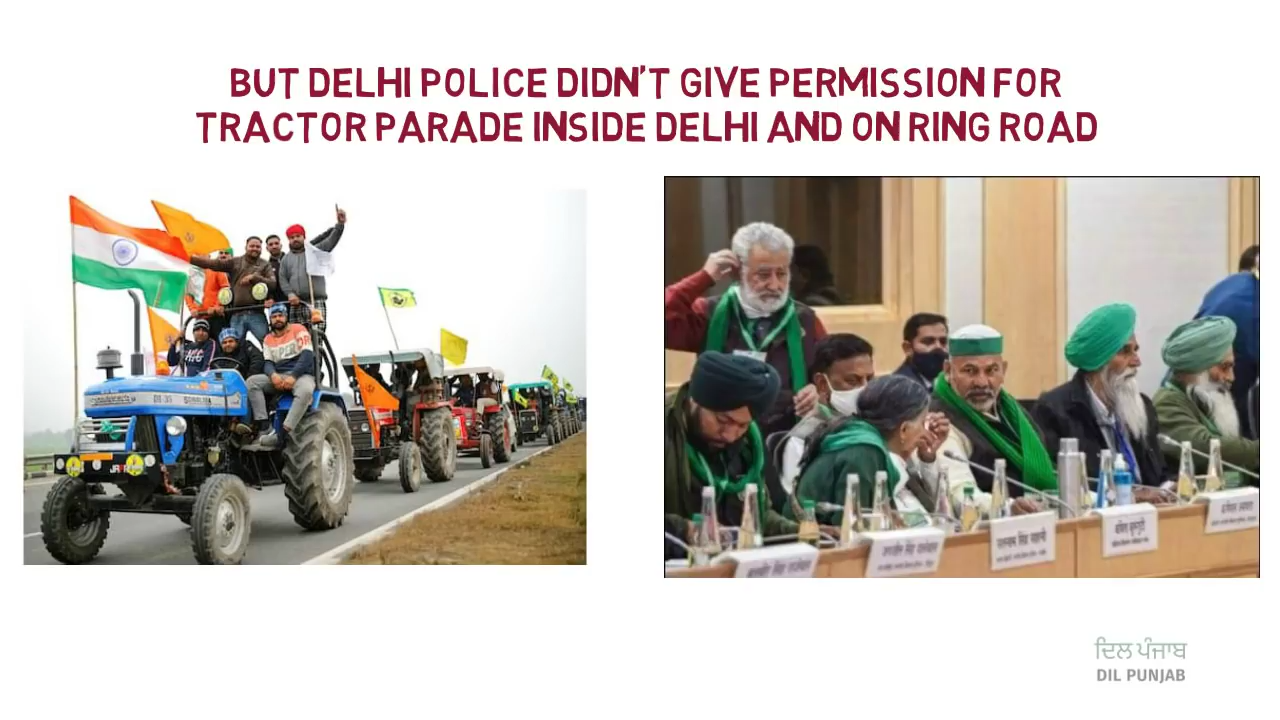 BUT DELHI POLICE DIDN'T GIVE PERMISSION FOR
TRACTOR PARADE INSIDE DELHI AND ON RING ROAD
ਦਿਲ ਪੰਜਾਬ
DIL PUNJAB